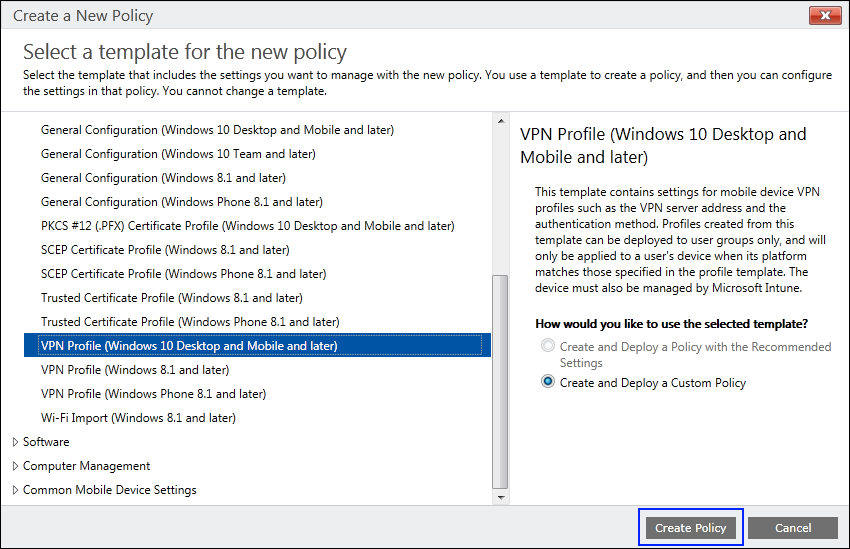 Create a New Policy
Select a template for the new policy
Select the template that includes the settings you want to manage with the new policy. You use a template to create a policy, and then you can configure
the settings in that policy. You cannot change a template.
General Configuration (Windows 10 Desktop and Mobile and later)
General Configuration (Windows 10 Team and later)
General Configuration (Windows 8.1 and later)
General Configuration (Windows Phone 8.1 and later)
PKCS #12 (.PFX) Certificate Profile (Windows 10 Desktop and Mobile and later)
SCEP Certificate Profile (Windows 8.1 and later)
SCEP Certificate Profile (Windows Phone 8.1 and later)
Trusted Certificate Profile (Windows 8.1 and later)
Trusted Certificate Profile (Windows Phone 8.1 and later)
VPN Profile (Windows 10 Desktop and Mobile and later)
VPN Profile (Windows 8.1 and later)
VPN Profile (Windows Phone 8.1 and later)
Wi-Fi Import (Windows 8.1 and later)
Software
Computer Management
Common Mobile Device Settings
VPN Profile (Windows 10 Desktop and
Mobile and later)
This template contains settings for mobile device VPN
profiles such as the VPN server address and the
authentication method. Profiles created from this
template can be deployed to user groups only, and will
only be applied to a user's device when its platform
matches those specified in the profile template. The
device must also be managed by Microsoft Intune.
How would you like to use the selected template?
Create and Deploy a Policy with the Recommended
Settings
Create and Deploy a Custom Policy
Create Policy
Cancel